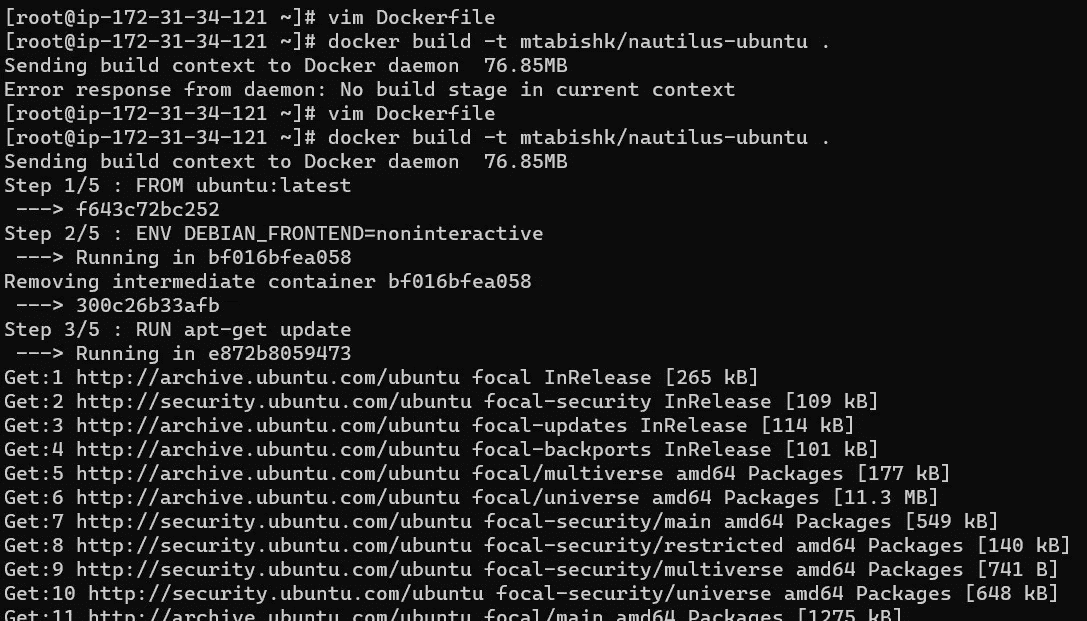 [root@ip-172-31-34-121 ~]# vim Dockerfile
[root@ip-172-31-34-121 ~]# docker build -t mtabishk/nautilus-ubuntu .
Sending build context to Docker daemon  76.85MB
Error response from daemon: No build stage in current context
[root@ip-172-31-34-121 ~]# vim Dockerfile
[root@ip-172-31-34-121 ~]# docker build -t mtabishk/nautilus-ubuntu .
Sending build context to Docker daemon  76.85MB
Step 1/5 : FROM ubuntu:latest
 ---> f643c72bc252
Step 2/5 : ENV DEBIAN_FRONTEND=noninteractive
 ---> Running in bf016bfea058
Removing intermediate container bf016bfea058
 ---> 300c26b33afb
Step 3/5 : RUN apt-get update
 ---> Running in e872b8059473
Get:1 http://archive.ubuntu.com/ubuntu focal InRelease [265 kB]
Get:2 http://security.ubuntu.com/ubuntu focal-security InRelease [109 kB]
Get:3 http://archive.ubuntu.com/ubuntu focal-updates InRelease [114 kB]
Get:4 http://archive.ubuntu.com/ubuntu focal-backports InRelease [101 kB]
Get:5 http://archive.ubuntu.com/ubuntu focal/multiverse amd64 Packages [177 kB]
Get:6 http://archive.ubuntu.com/ubuntu focal/universe amd64 Packages [11.3 MB]
Get:7 http://security.ubuntu.com/ubuntu focal-security/main amd64 Packages [549 kB]
Get:8 http://security.ubuntu.com/ubuntu focal-security/restricted amd64 Packages [140 kB]
Get:9 http://security.ubuntu.com/ubuntu focal-security/multiverse amd64 Packages [741 B]
Get:10 http://security.ubuntu.com/ubuntu focal-security/universe amd64 Packages [648 kB]
Get:11 http://archive.ubuntu.com/ubuntu focal/main amd64 Packages [1275 kB]